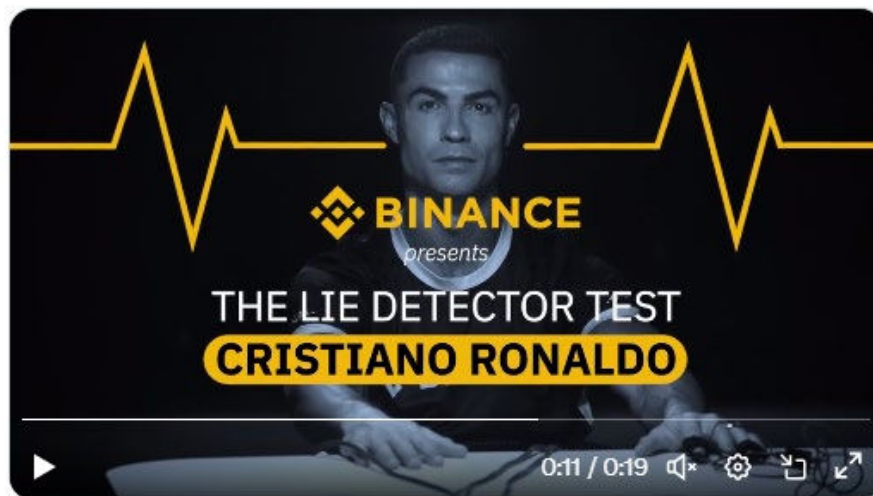 BINANCE
presents
THE LIE DETECTOR TEST
CRISTIANO RONALDO
0:11 / 0:19